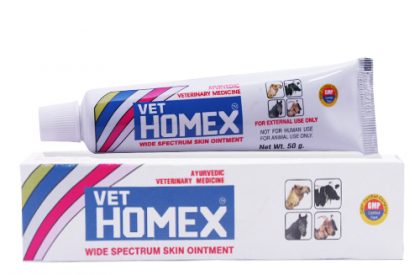 AYURVEDIC
VETERINARY MEDICINE
VET
HOMEX
WIDE SPECTRUM SKIN OINTMENT
FOR EXTERNAL USE ONLY
NOT FOR HUMAN USE
FOR ANIMAL USE ONLY.
Net Wt. 50 g.
GMP
AYURVEDIC
VETERINARY MEDICINE
VET
HOMEX
WIDE SPECTRUM SKIN OINTMENT
GMP